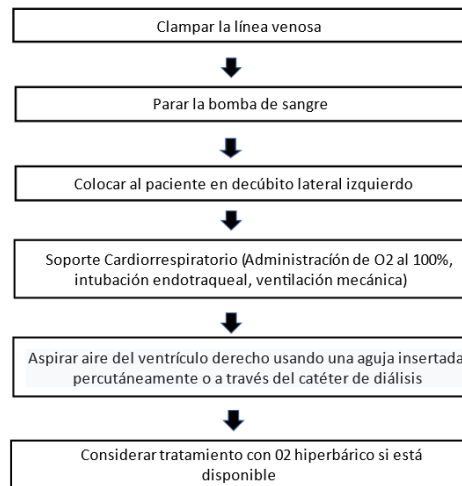 Clampar la línea venosa
Parar la bomba de sangre
Colocar al paciente en decúbito lateral izquierdo
Soporte Cardiorrespiratorio (Administración de O2 al 100%,
intubación endotraqueal, ventilación mecánica)
Aspirar aire del ventrículo derecho usando una aguja insertada
percutáneamente o a través del catéter de diálisis
Considerar tratamiento con 02 hiperbárico si está
disponible